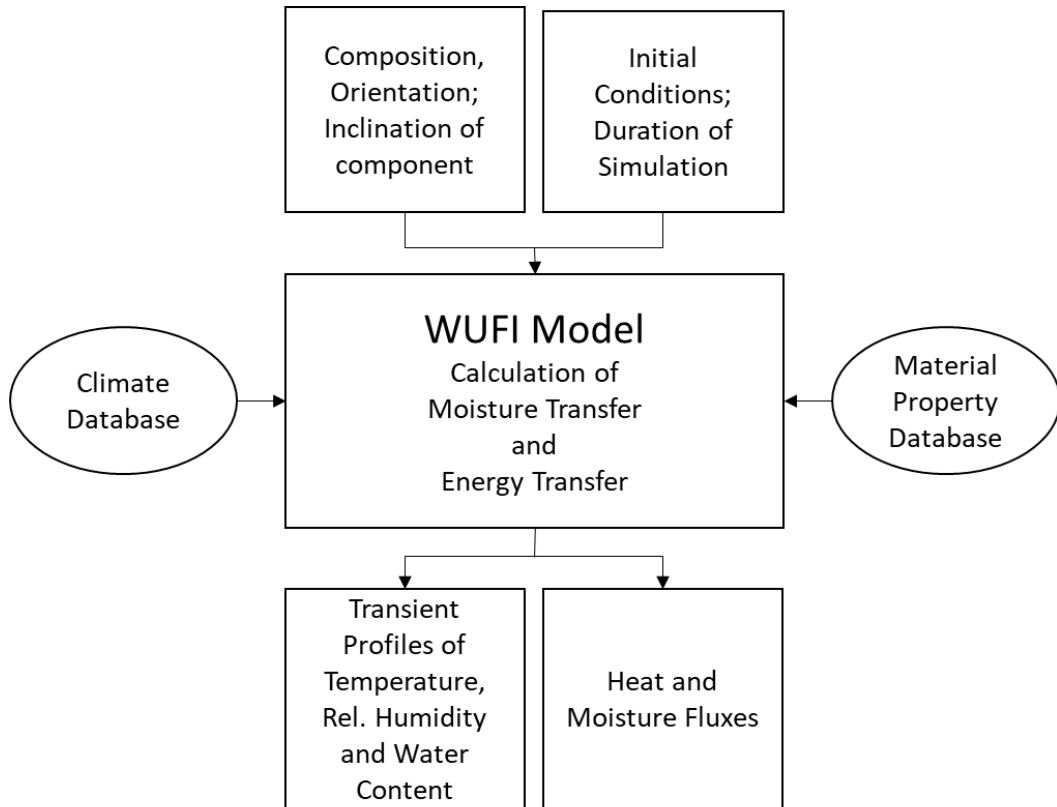 Composition,
Orientation;
Inclination of
component
Initial
Conditions;
Duration of
Simulation
WUFI Model
Calculation of
Moisture Transfer
and
Energy Transfer
Climate
Database
Material
Property
Database
Transient
Profiles of
Temperature,
Rel. Humidity
and Water
Content
Heat and
Moisture Fluxes